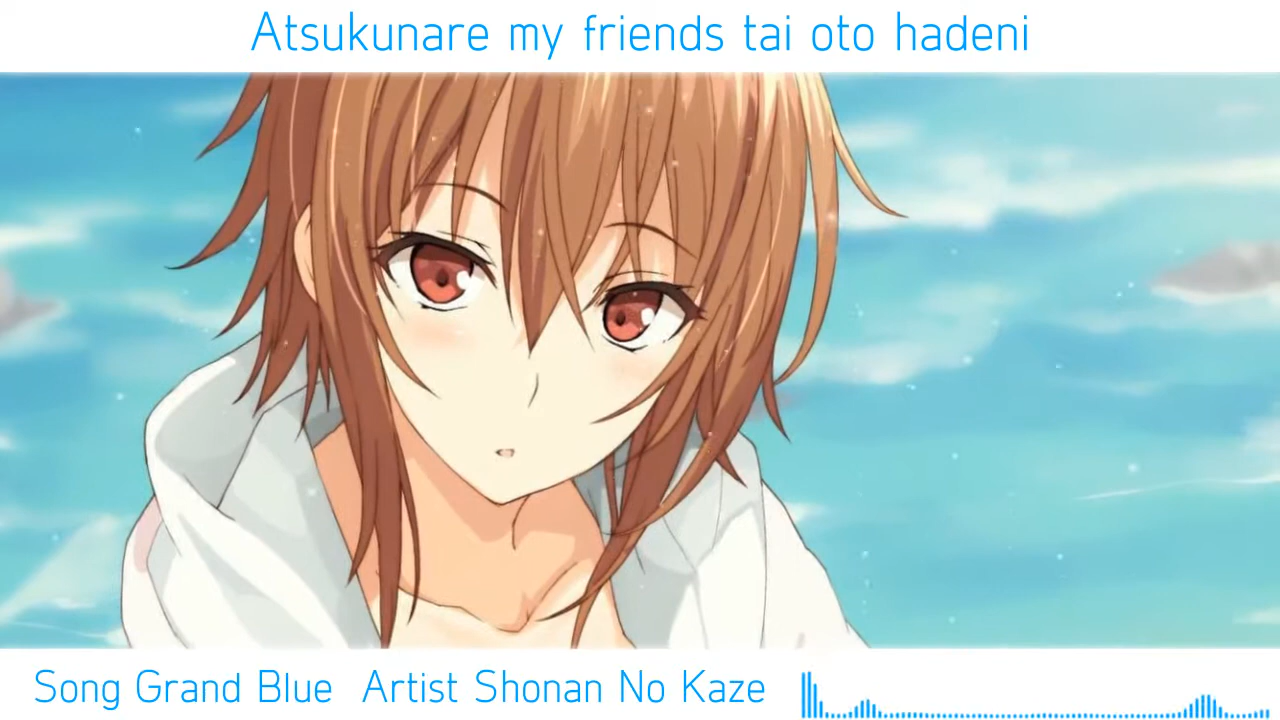 Atsukunare my friends tai oto hadeni
Song Grand Blue  Artist Shonan No Kaze